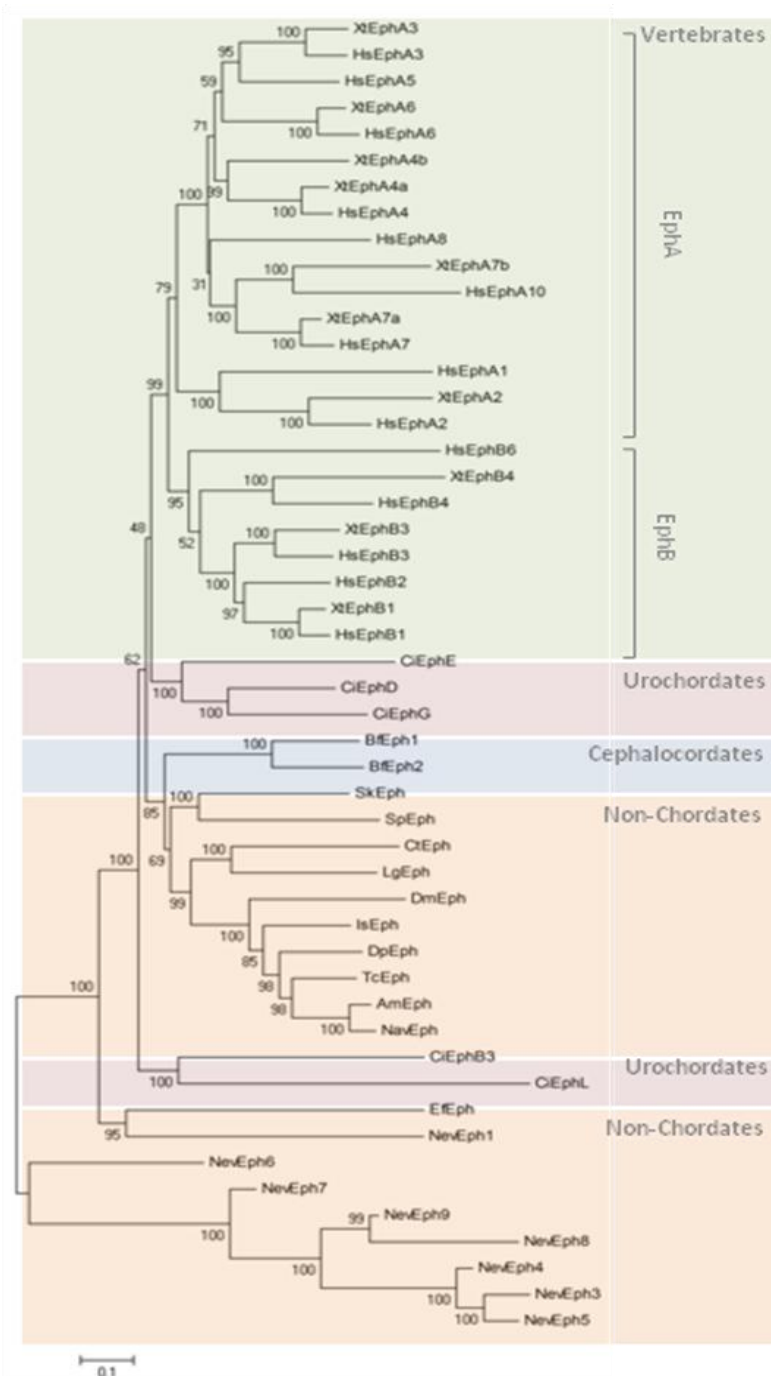 XtEphA3
100
Vertebrates
95
HsEphA3
59
HsEphA5
XtEphA6
71
100
HsEphA6
XtEphA4b
100
99
XtEphA4a
100
HsEphA4
EphA
HsEphA8
100
XtEphA7b
79
31
HsEphA10
100
XtEphA7a
100
HsEphA7
99
HsEphA1
100
XtEphA2
100
HsEphA2
HsEphB6
100
XtEphB4
95
HsEphB4
48
52
100
XtEphB3
EphB
HsEphB3
100
HsEphB2
97
XtEphB1
100
HsEphB1
62
CiEphE
100
CiEphD
Urochordates
100
CiEphG
100
BfEph1
Cephalocordates
BfEph2
85
100
SkEph
Non-Chordates
SpEph
100
69
100
CtEph
LgEph
99
DmEph
100
IsEph
85
DpEph
98
TcEph
100
98
AmEph
100
NavEph
CiEphB3
Urochordates
100
CiEphL
EfEph
Non-Chordates
95
NevEph1
NevEph6
NevEph7
100
99
NevEph9
NevEph8
100
NevEph4
100
NevEph3
100
NevEph5
0.1